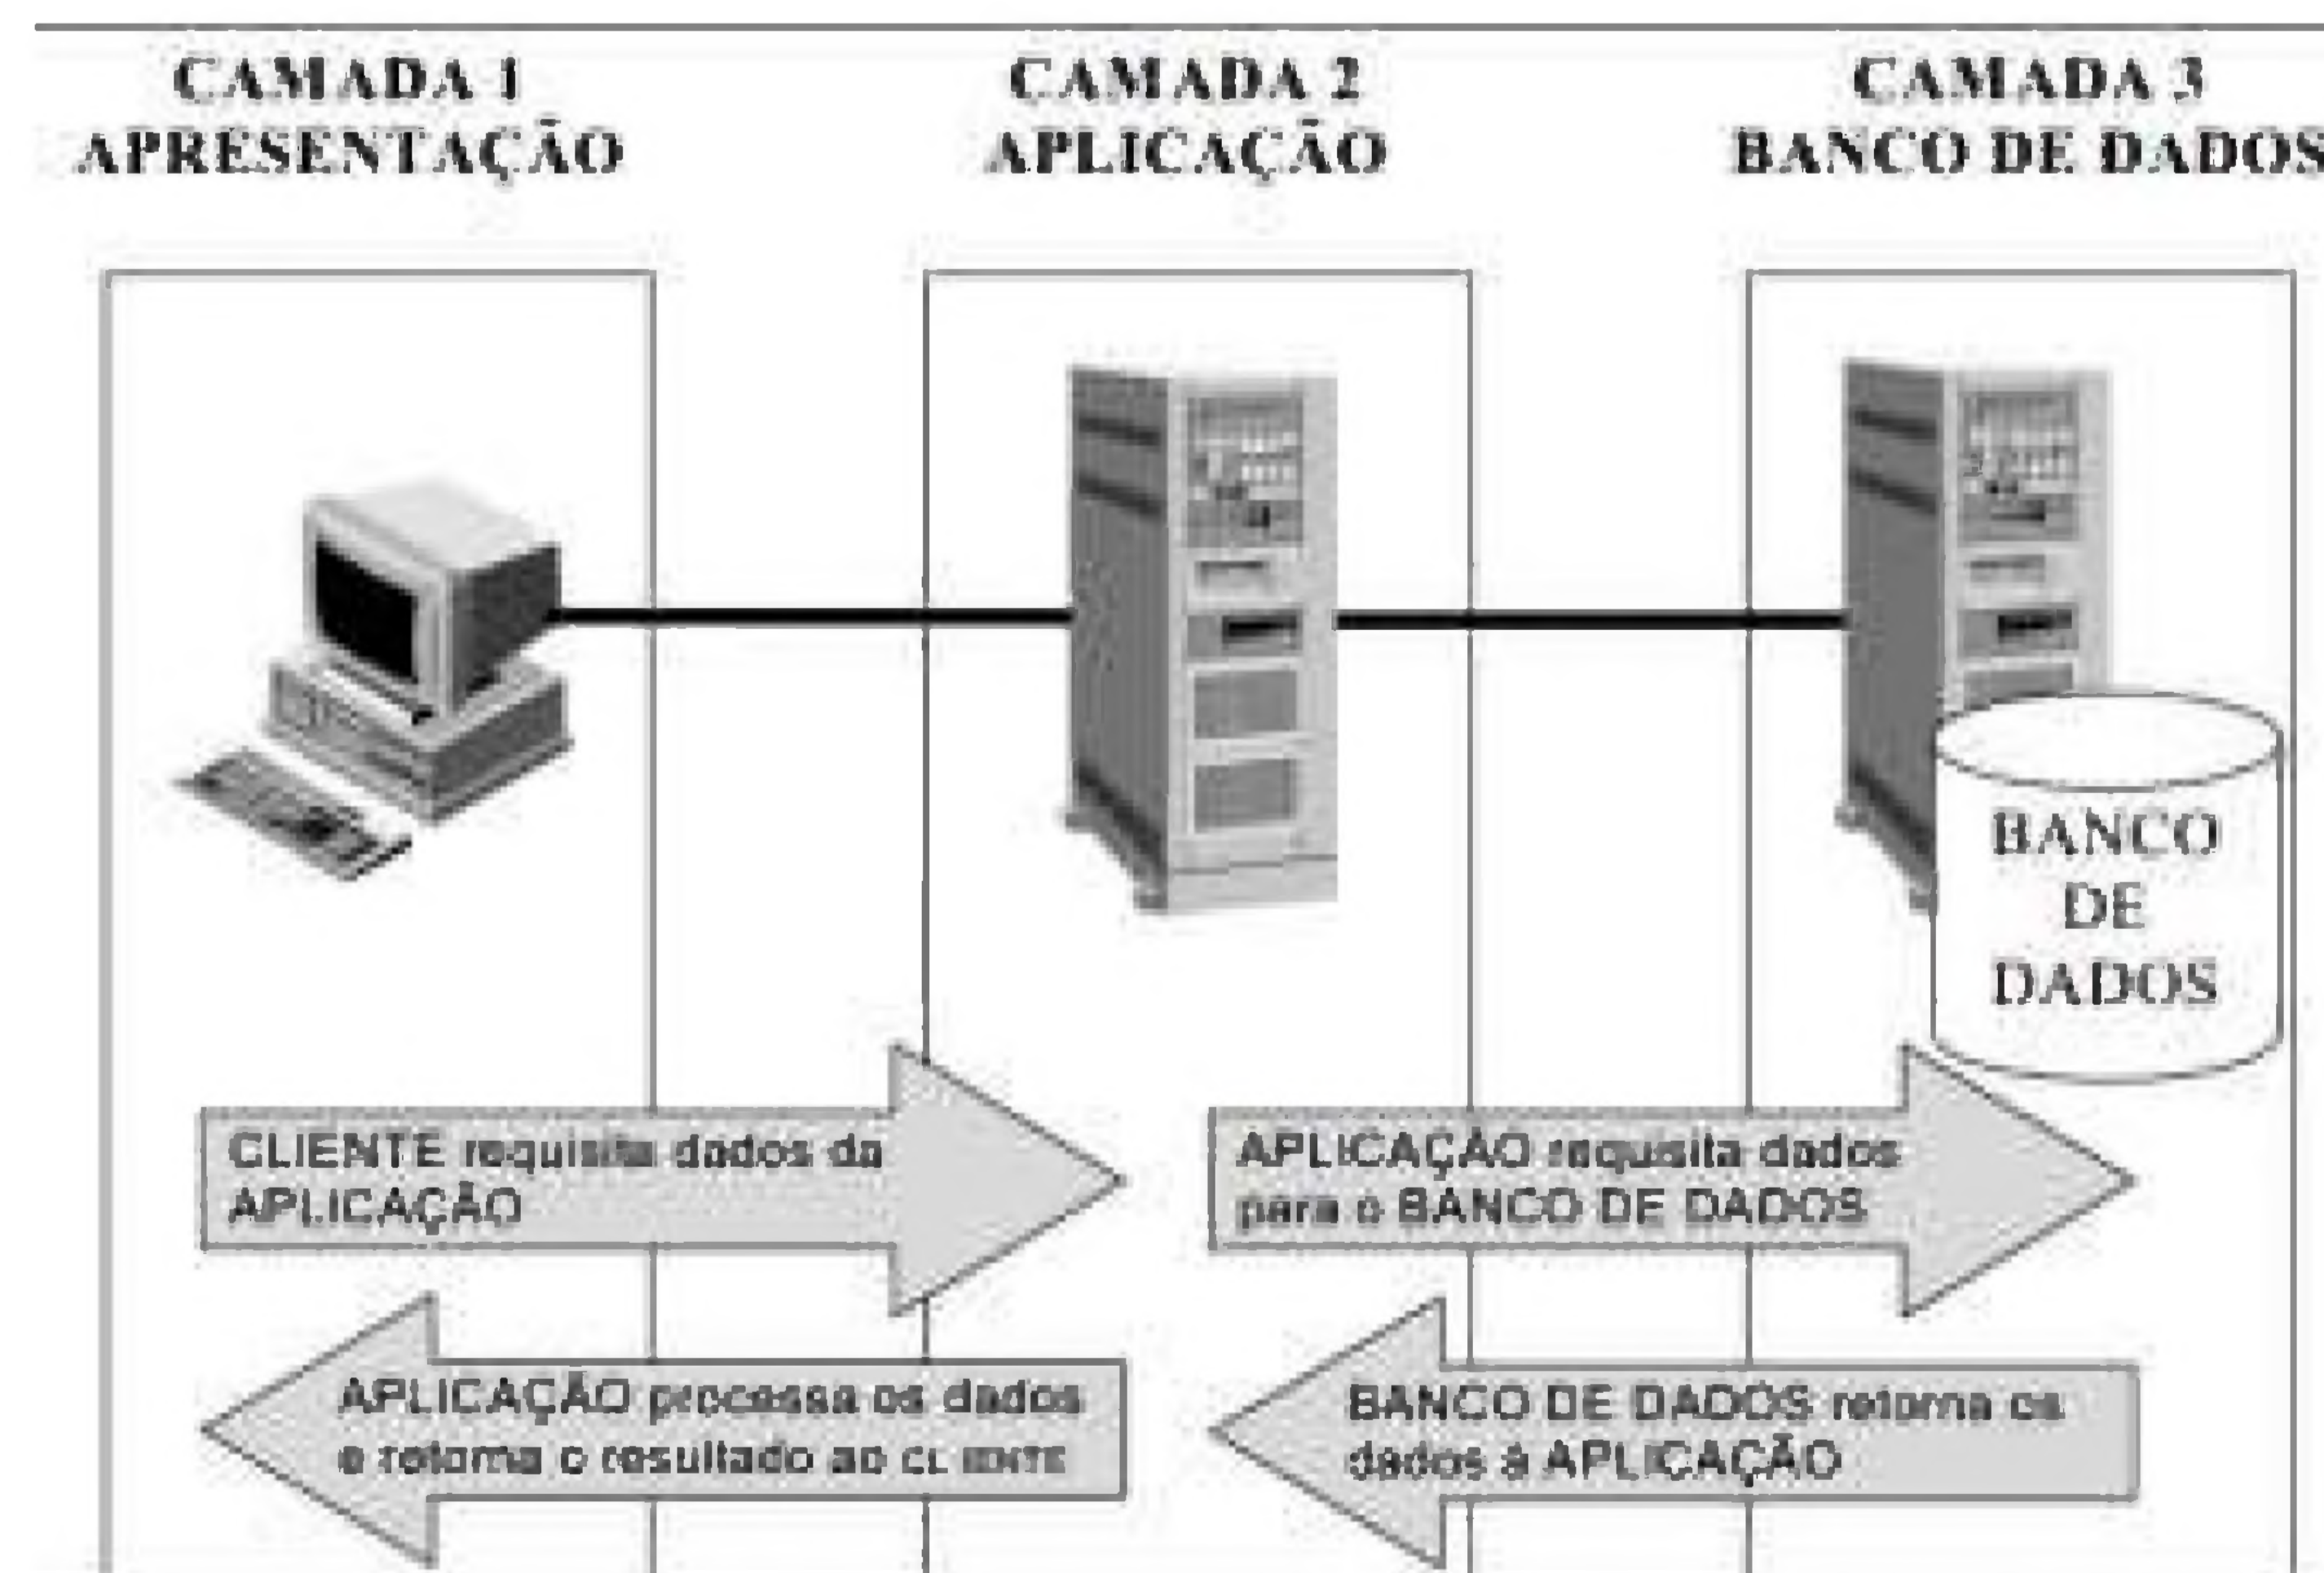 CAMADA 1
APRESENTAÇÃO
CAMADA 2
APLICAÇÃO
CAMADA 3
BANCO DE DADOS
BANCO
DE
DADOS
CLIENTE requisita dados da
APLICAÇÃO
APLICAÇÃO requisita dados
para o BANCO DE DADOS
APLICAÇÃO processa os dados
e retorna o resultado ao CLIENTE
BANCO DE DADOS retorna os
dados à APLICAÇÃO